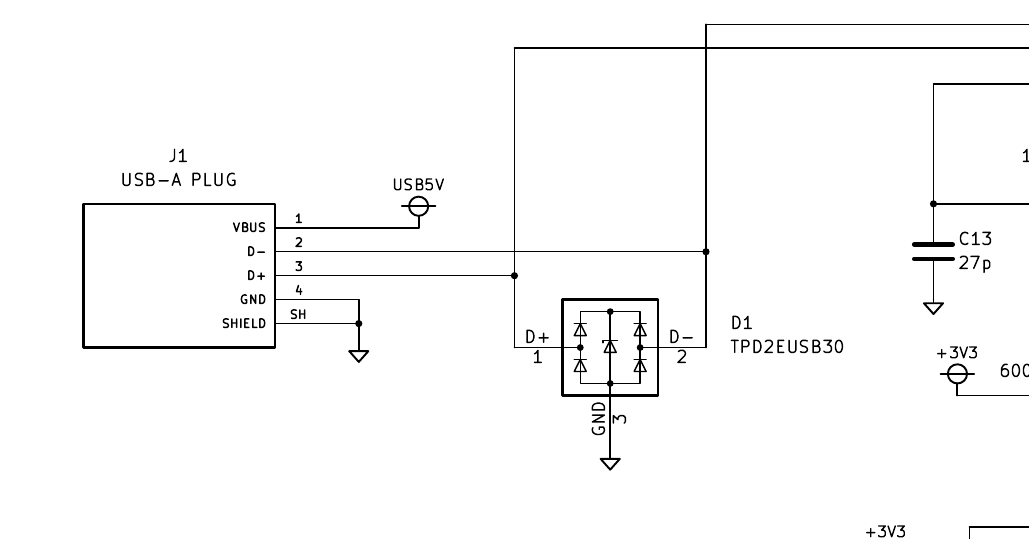 J1
USB-A PLUG
VBUS 1
D- 2
D+ 3
GND 4
SHIELD SH
USB5V
D+
1
D-
2
GND
3
D1
TPD2EUSB30
1
C13
27p
+3V3
600
+3V3